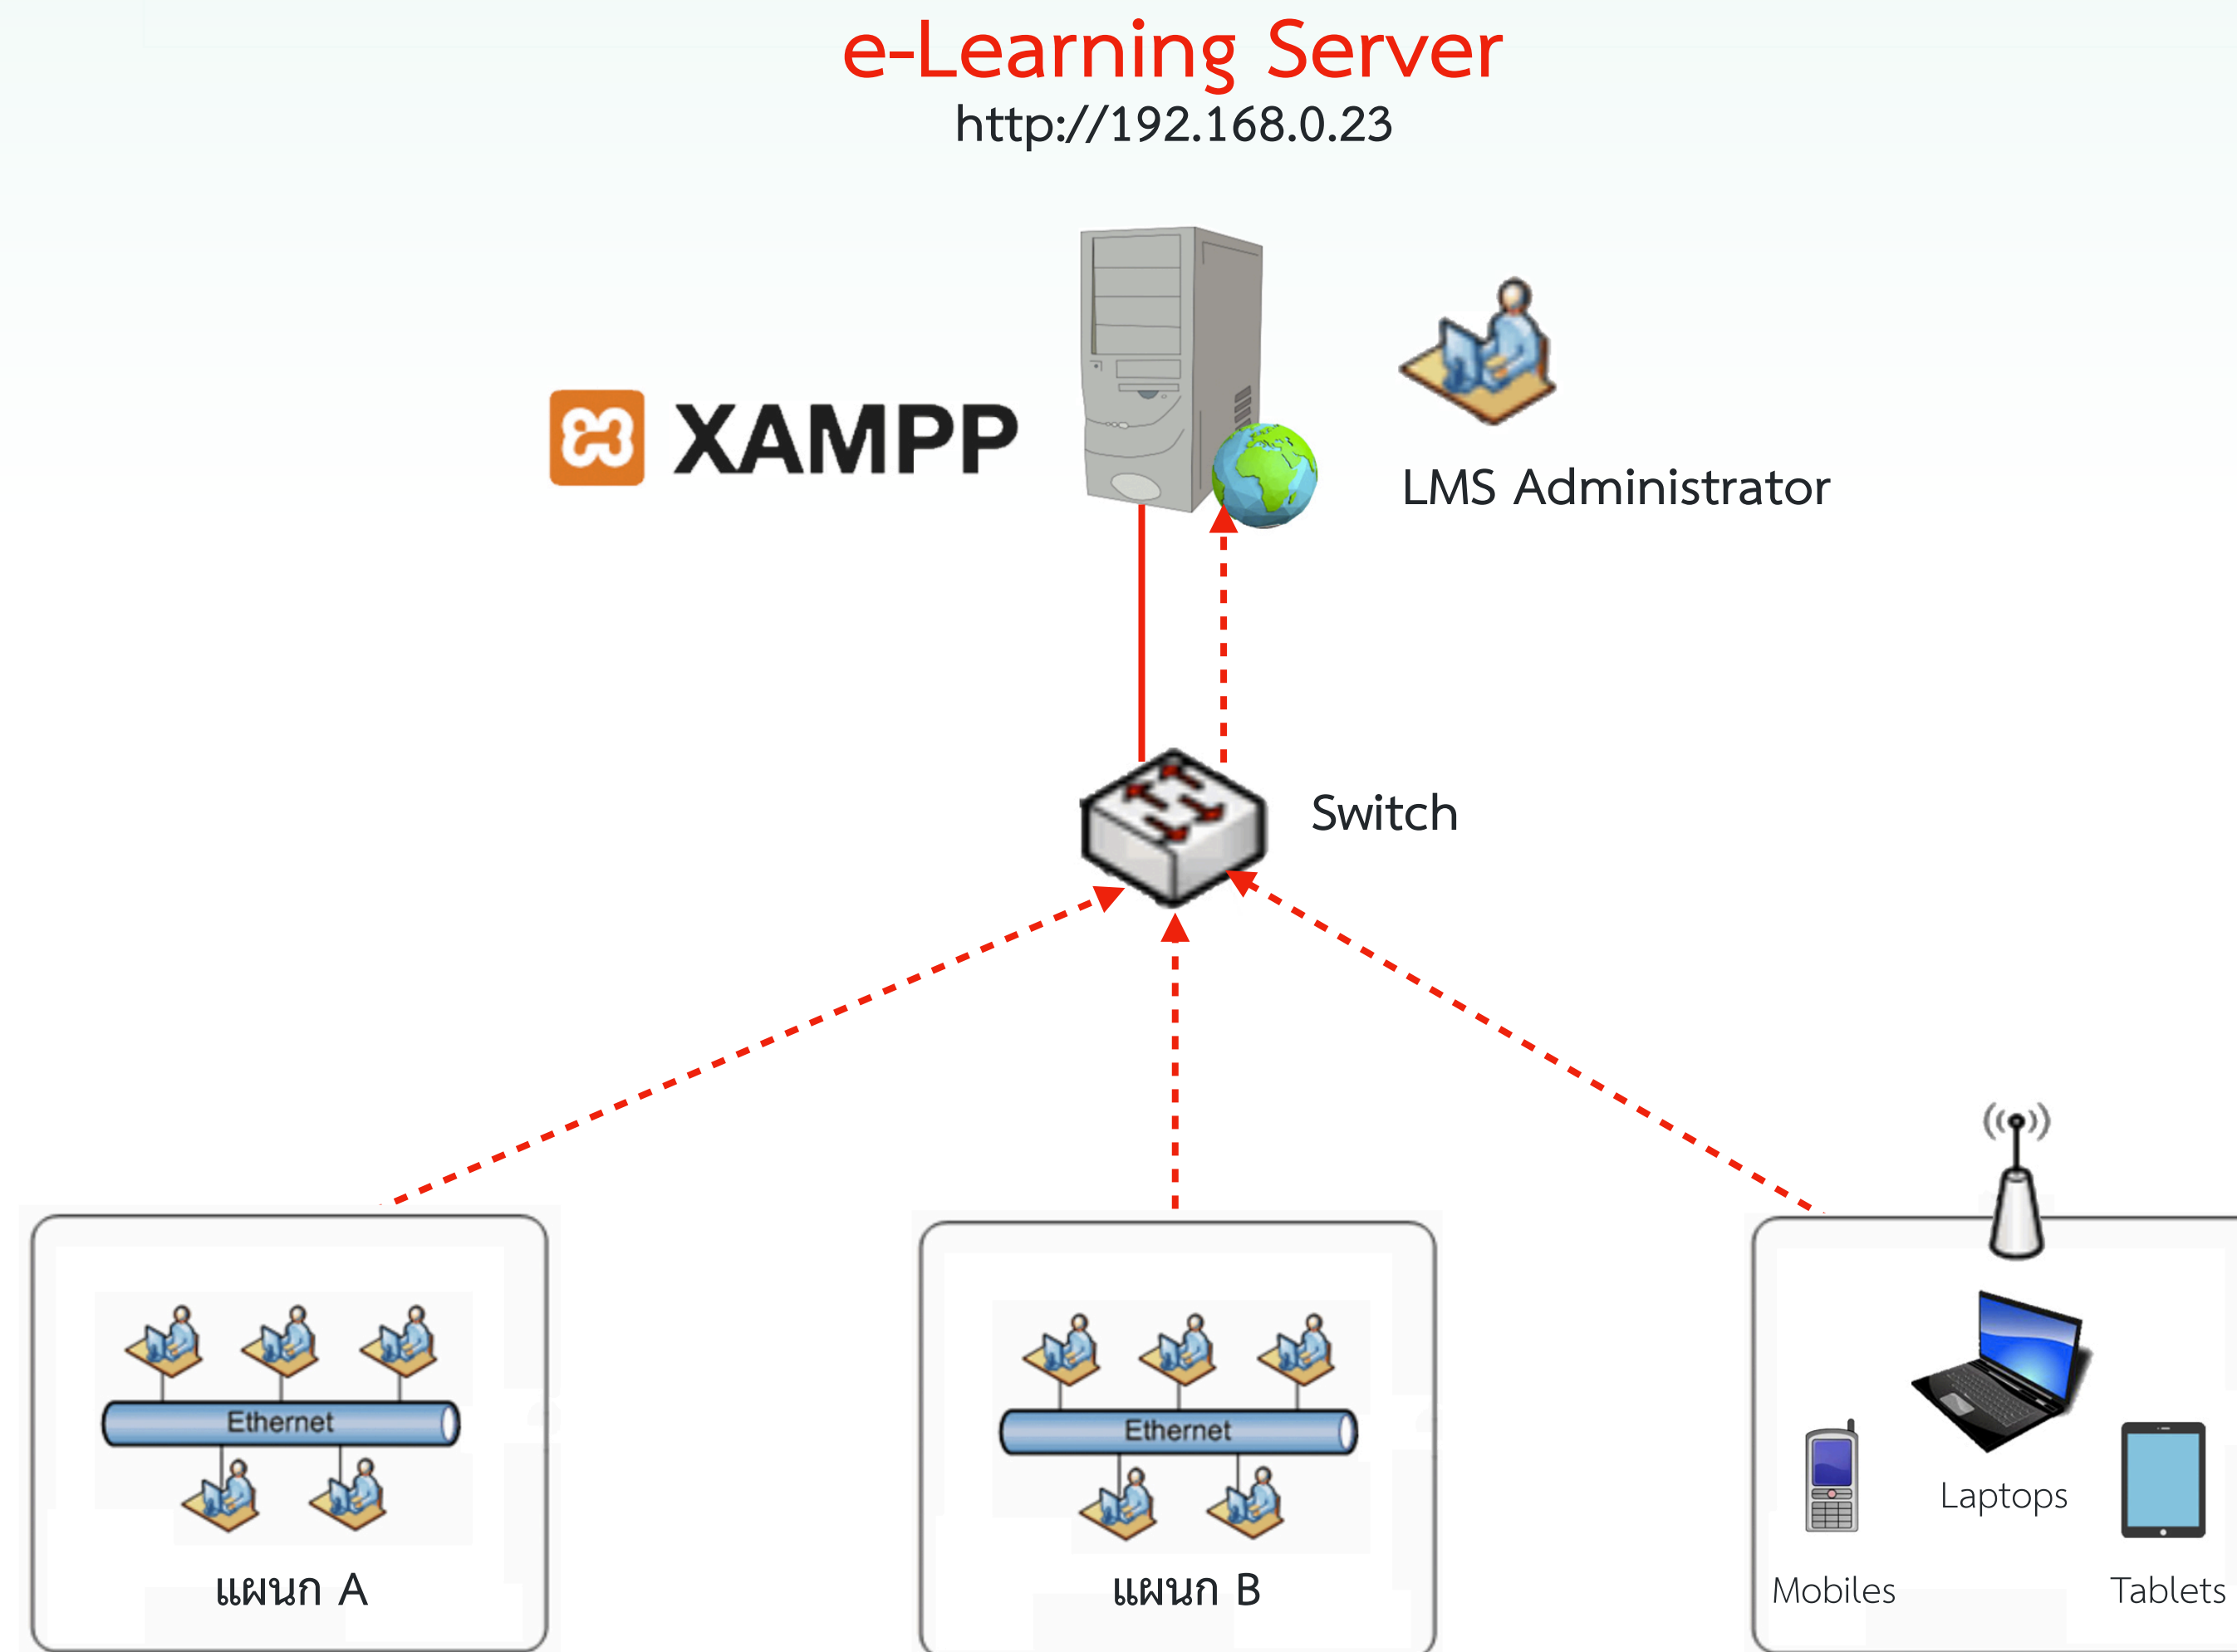 e-Learning Server
http://192.168.0.23
XAMPP
LMS Administrator
Switch
Ethernet
แผนก A
Ethernet
แผนก B
Laptops
Mobiles
Tablets